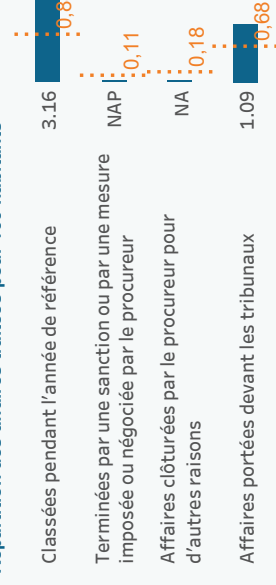 Classées pendant l'année de référence
3.16
Terminées par une sanction ou par une mesure
imposée ou négociée par le procureur
NAP
0,11
Affaires clôturées par le procureur pour
d'autres raisons
NA
0,18
Affaires portées devant les tribunaux
1.09
0,68